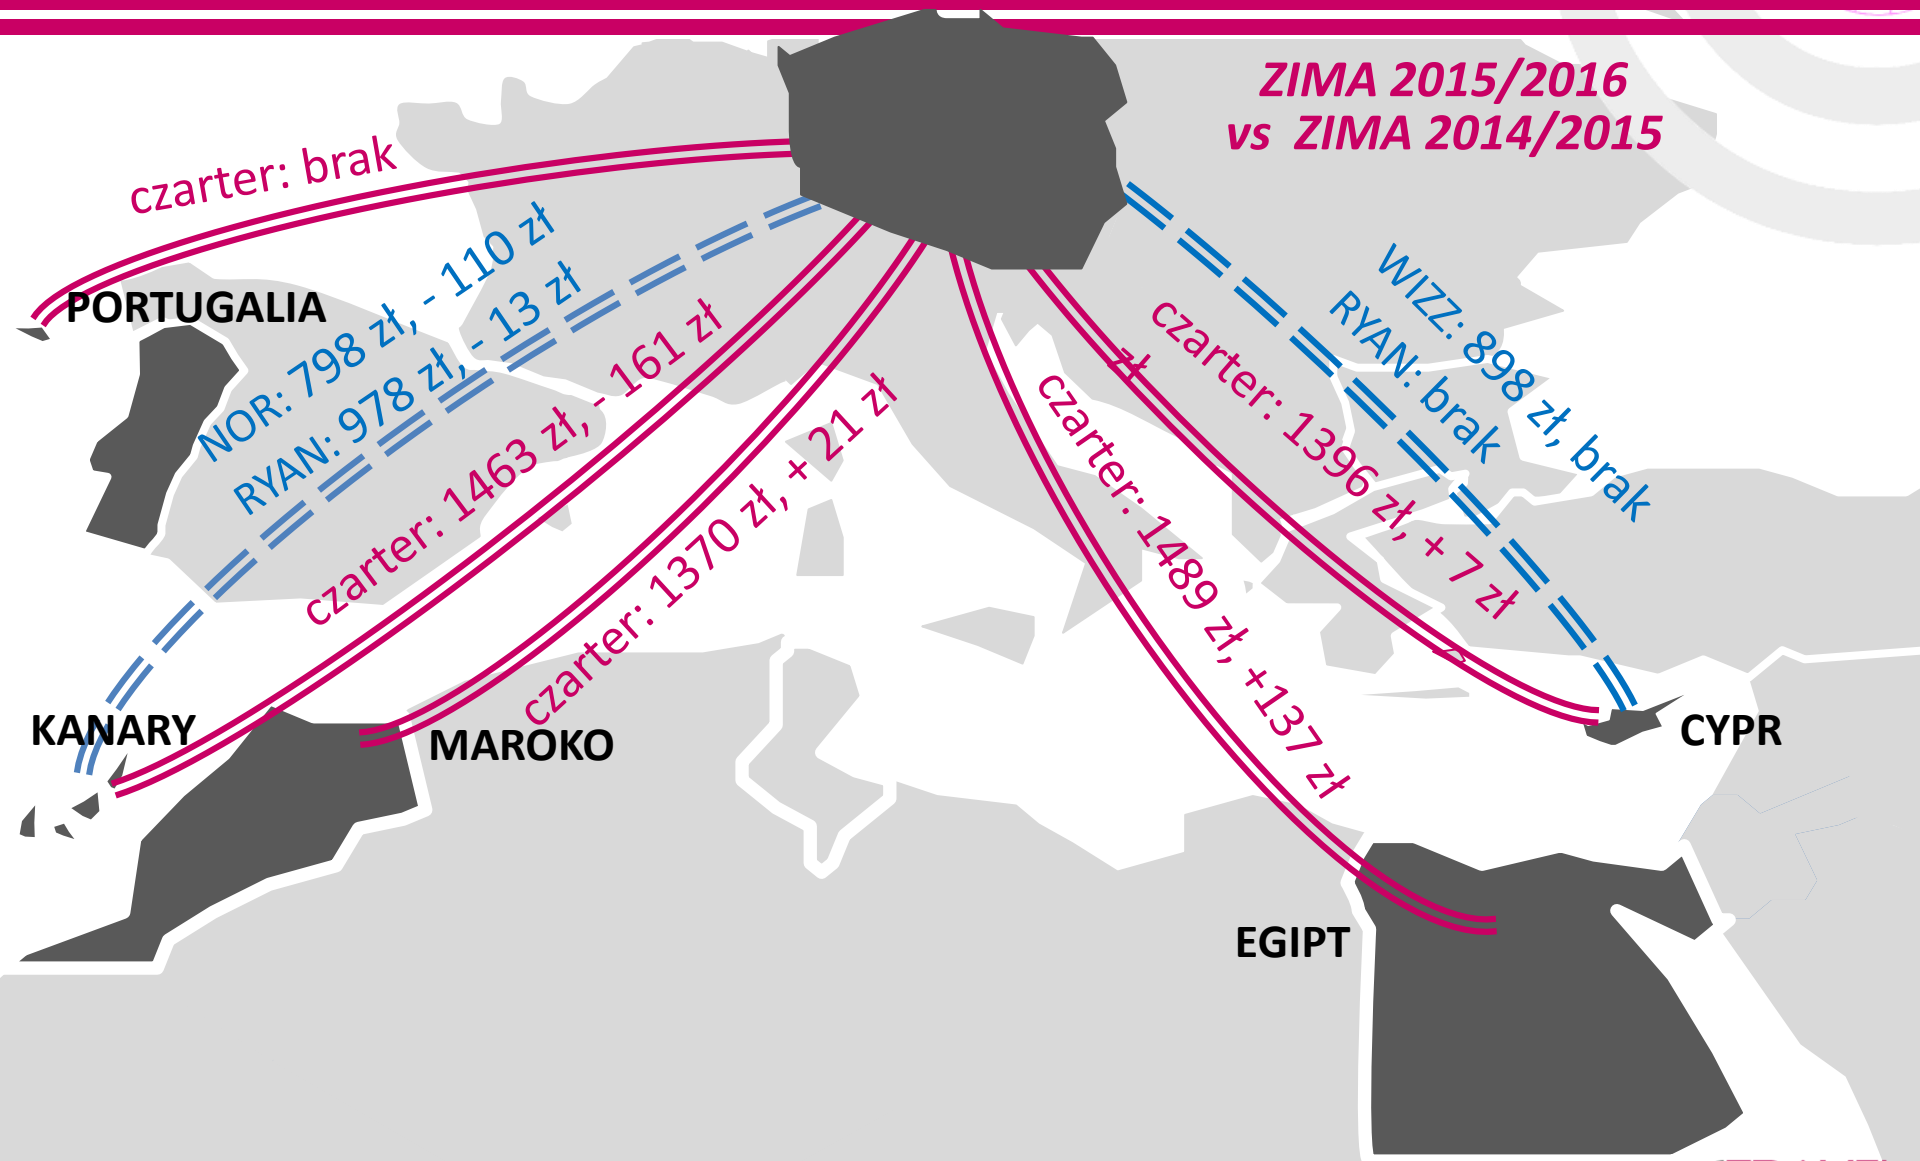 ZIMA 2015/2016
vs ZIMA 2014/2015
czarter: brak
PORTUGALIA
NOR: 798 zł, - 110 zł
RYAN: 978 zł, - 13 zł
czarter: 1463 zł, - 161 zł
czarter: 1370 zł, + 21 zł
KANARY
MAROKO
czarter: 1489 zł, +137 zł
EGIPT
zł
czarter: 1396 zł, + 7 zł
WIZZ: 898 zł, brak
RYAN: brak
CYPR